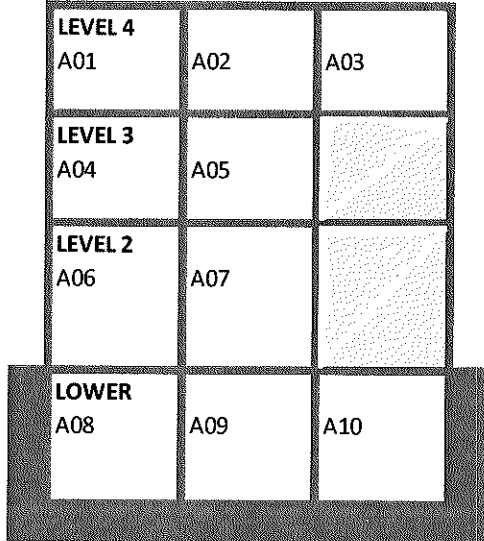 LEVEL 4
A01 A02 A03
LEVEL 3
A04 A05
LEVEL 2
A06 A07
LOWER
A08 A09 A10